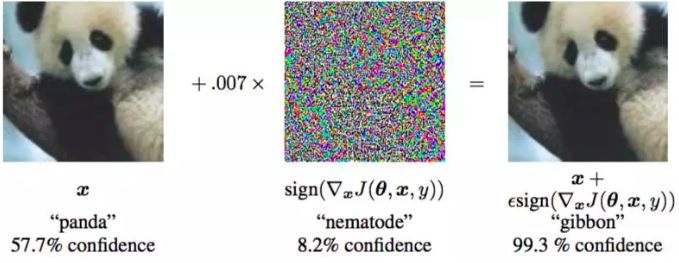 + .007 ×
=
x
sign(∇ₓJ(θ, x, y))
x +
ϵsign(∇ₓJ(θ, x, y))
“panda”
“nematode”
“gibbon”
57.7% confidence
8.2% confidence
99.3 % confidence